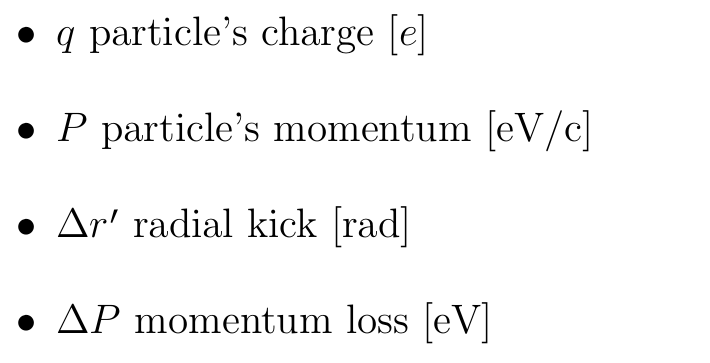 • q particle's charge [e]
• P particle's momentum [eV/c]
• Δr′ radial kick [rad]
• ΔP momentum loss [eV]